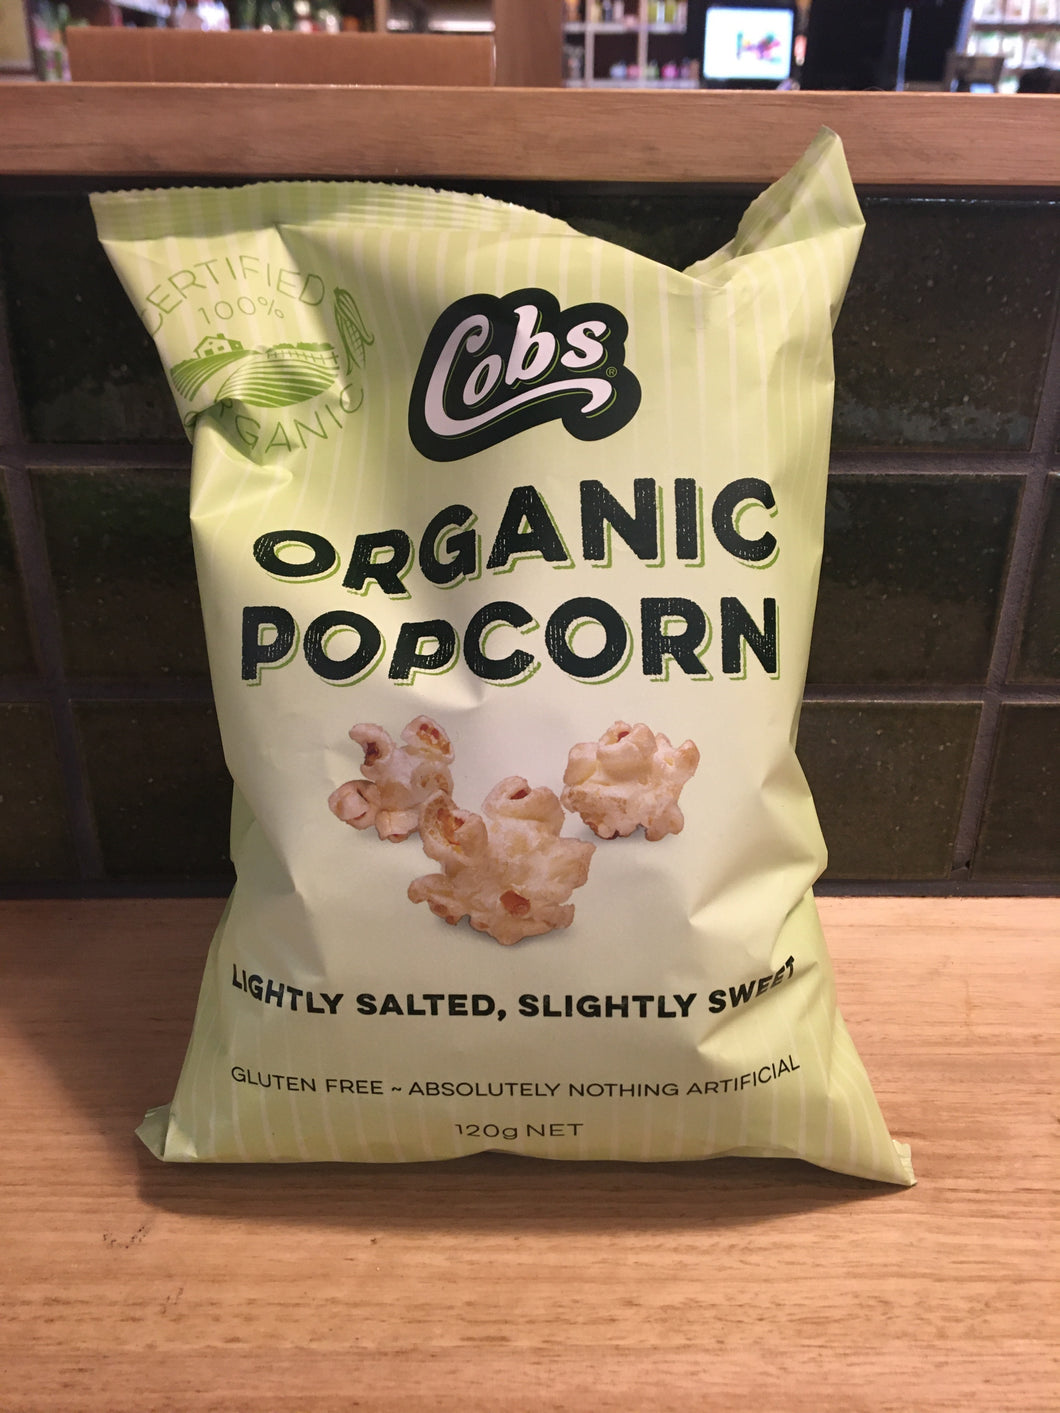 CERTIFIED
100%
ORGANIC
Cobs®
ORGANIC
POPCORN
LIGHTLY SALTED, SLIGHTLY SWEET
GLUTEN FREE ~ ABSOLUTELY NOTHING ARTIFICIAL
120g NET